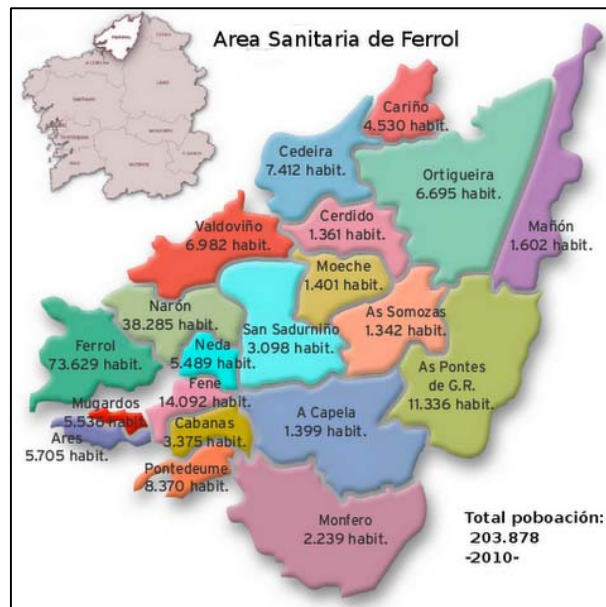 Area Sanitaria de Ferrol
Cariño
4.530 habit.
Cedeira
7.412 habit.
Ortigueira
6.695 habit.
Mañón
1.602 habit.
Cerdido
1.361 habit.
Valdoviño
6.982 habit.
Moeche
1.401 habit.
As Somozas
1.342 habit.
Narón
38.285 habit.
San Sadurniño
3.098 habit.
Neda
5.489 habit.
Ferrol
73.629 habit.
As Pontes
de G.R.
11.336 habit.
Fene
14.092 habit.
Mugardos
5.536 habit.
Ares
5.705 habit.
Cabanas
3.375 habit.
A Capela
1.399 habit.
Pontedeume
8.370 habit.
Monfero
2.239 habit.
Total poboación:
203.878
-2010-